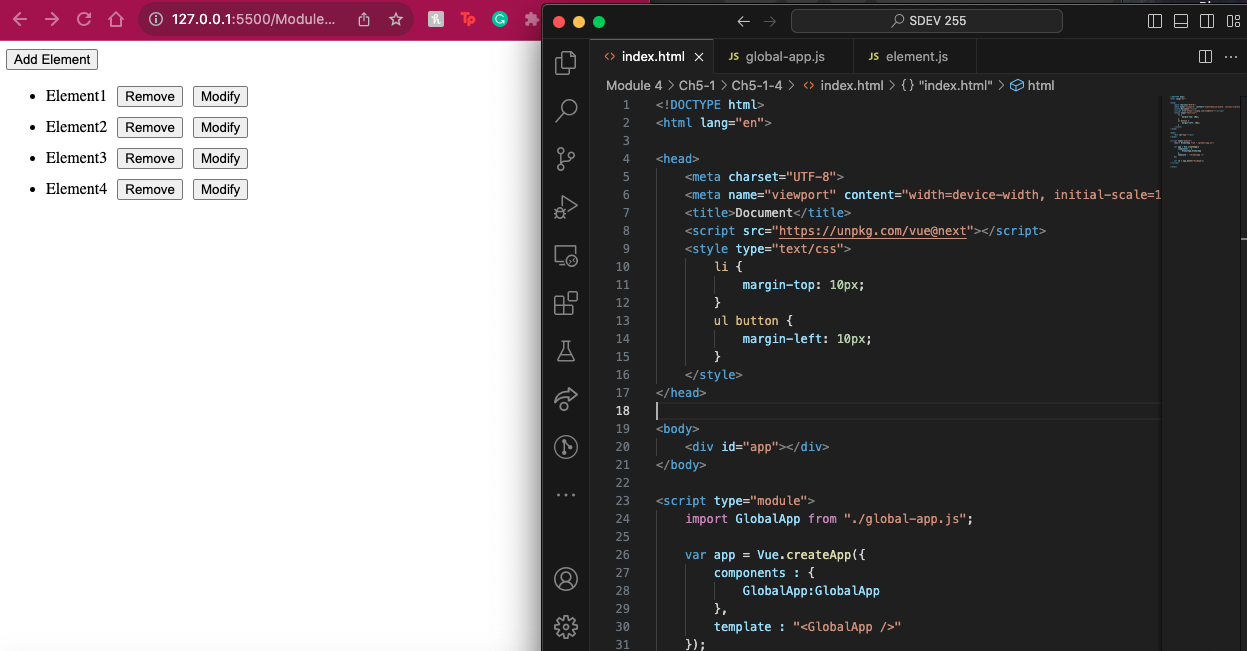 127.0.0.1:5500/Module...
Tp
G
Add Element
Element1 Remove Modify
Element2 Remove Modify
Element3 Remove Modify
Element4 Remove Modify
SDEV 255
index.html
JS global-app.js
JS element.js
Module 4 > Ch5-1 > Ch5-1-4 > <> index.html > {} "index.html" > html
1 <!DOCTYPE html>
2 <html lang="en">
3
4 <head>
5 <meta charset="UTF-8">
6 <meta name="viewport" content="width=device-width, initial-scale=1
7 <title>Document</title>
8 <script src="https://unpkg.com/vue@next"></script>
9 <style type="text/css">
10 li {
11 margin-top: 10px;
12 }
13 ul button {
14 margin-left: 10px;
15 }
16 </style>
17 </head>
18
19 <body>
20 <div id="app"></div>
21 </body>
22
23 <script type="module">
24 import GlobalApp from "./global-app.js";
25
26 var app = Vue.createApp({
27 components : {
28 GlobalApp:GlobalApp
29 },
30 template : "<GlobalApp />"
31 });